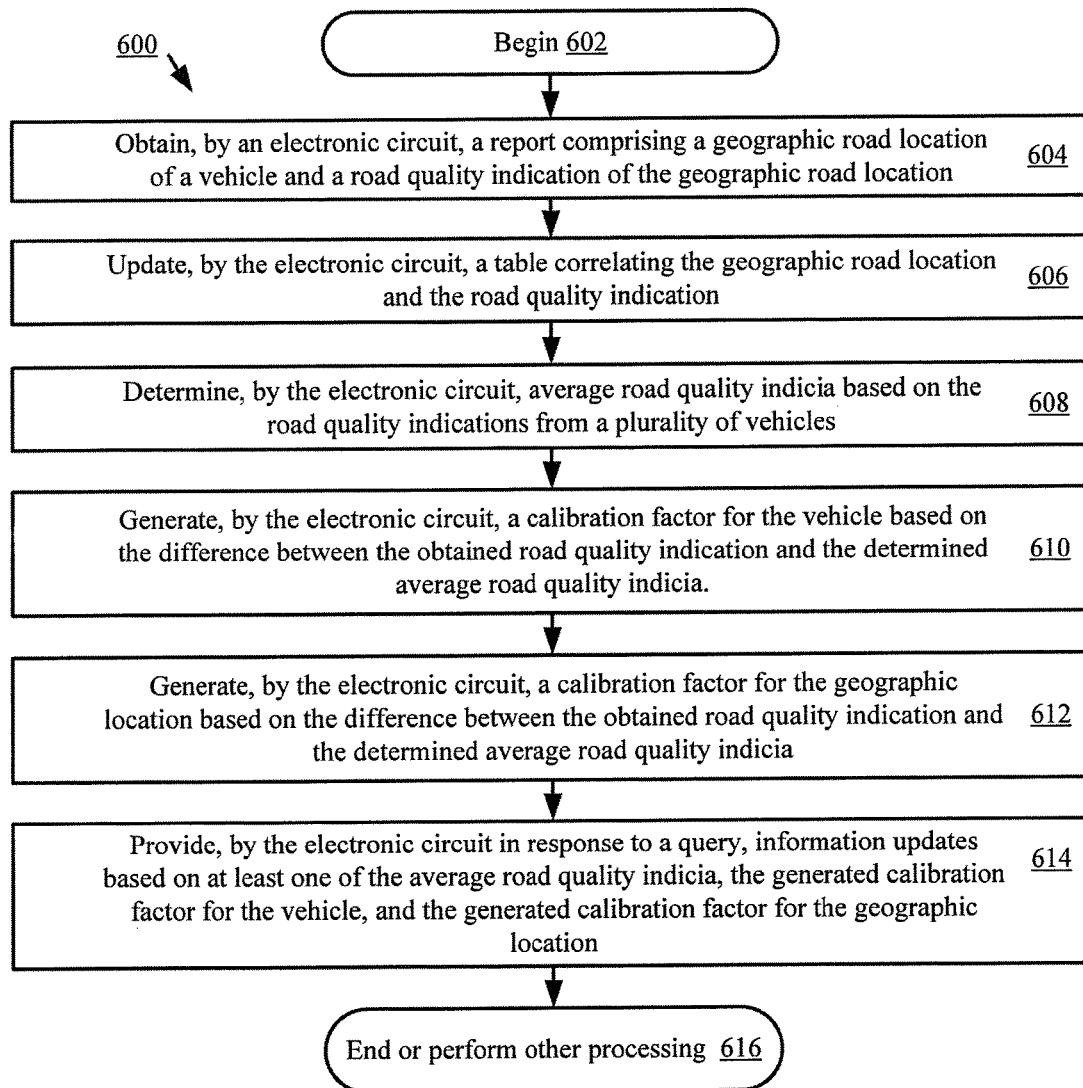 600
Begin 602
Obtain, by an electronic circuit, a report comprising a geographic road location
of a vehicle and a road quality indication of the geographic road location
604
Update, by the electronic circuit, a table correlating the geographic road location
and the road quality indication
606
Determine, by the electronic circuit, average road quality indicia based on the
road quality indications from a plurality of vehicles
608
Generate, by the electronic circuit, a calibration factor for the vehicle based on
the difference between the obtained road quality indication and the determined
average road quality indicia.
610
Generate, by the electronic circuit, a calibration factor for the geographic
location based on the difference between the obtained road quality indication and
the determined average road quality indicia
612
Provide, by the electronic circuit in response to a query, information updates
based on at least one of the average road quality indicia, the generated calibration
factor for the vehicle, and the generated calibration factor for the geographic
location
614
End or perform other processing 616